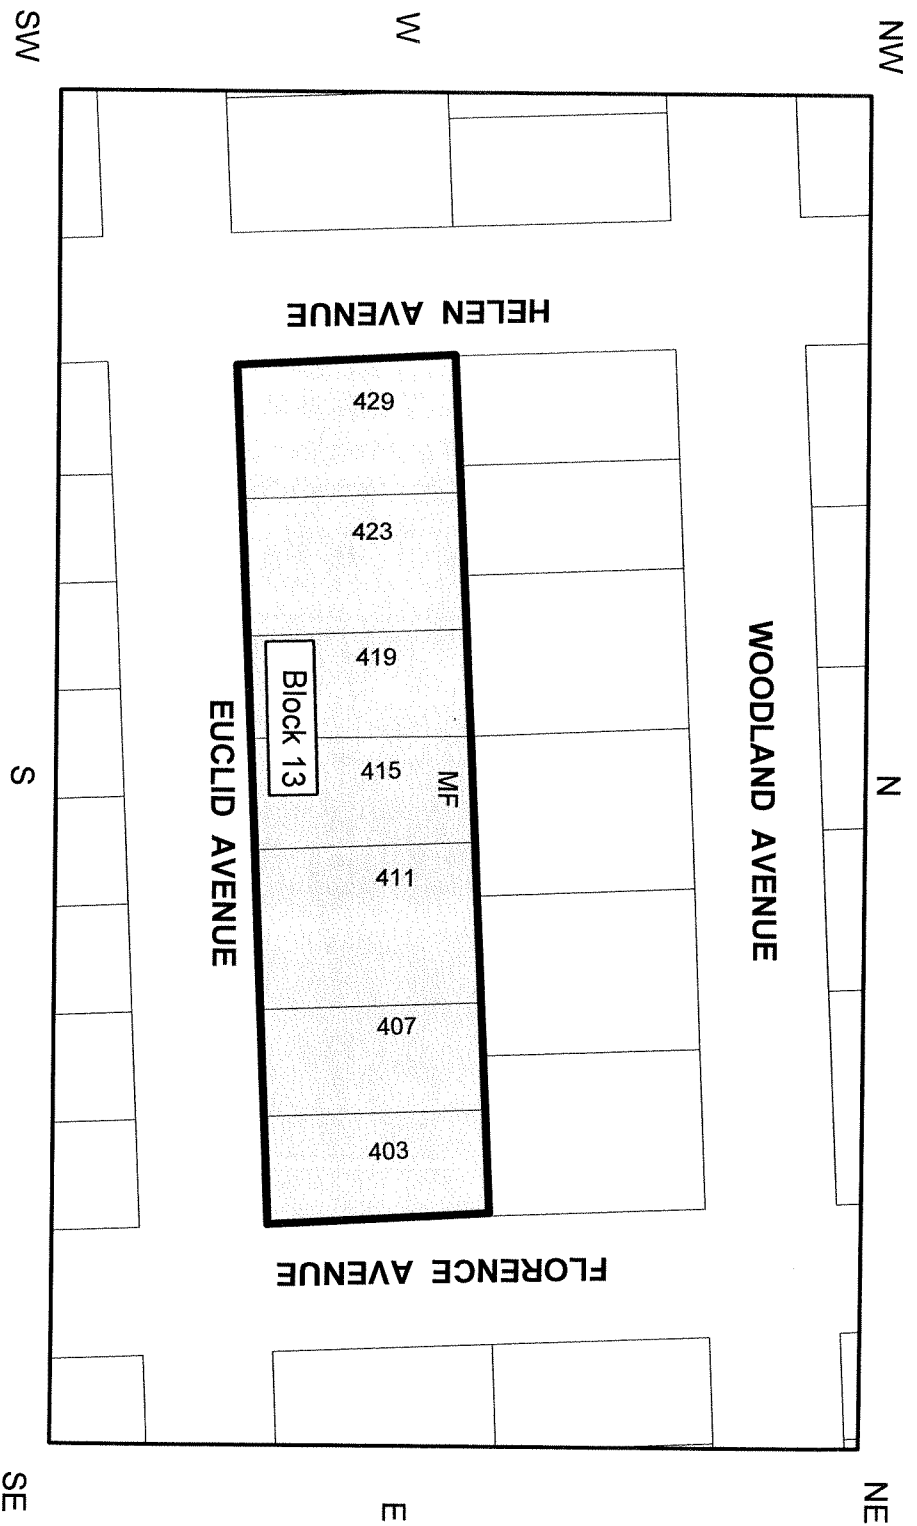 SW
W
NW
HELEN AVENUE
429
423
419
415
411
407
403
MF
Block 13
EUCLID AVENUE
WOODLAND AVENUE
S
N
FLORENCE AVENUE
SE
E
NE